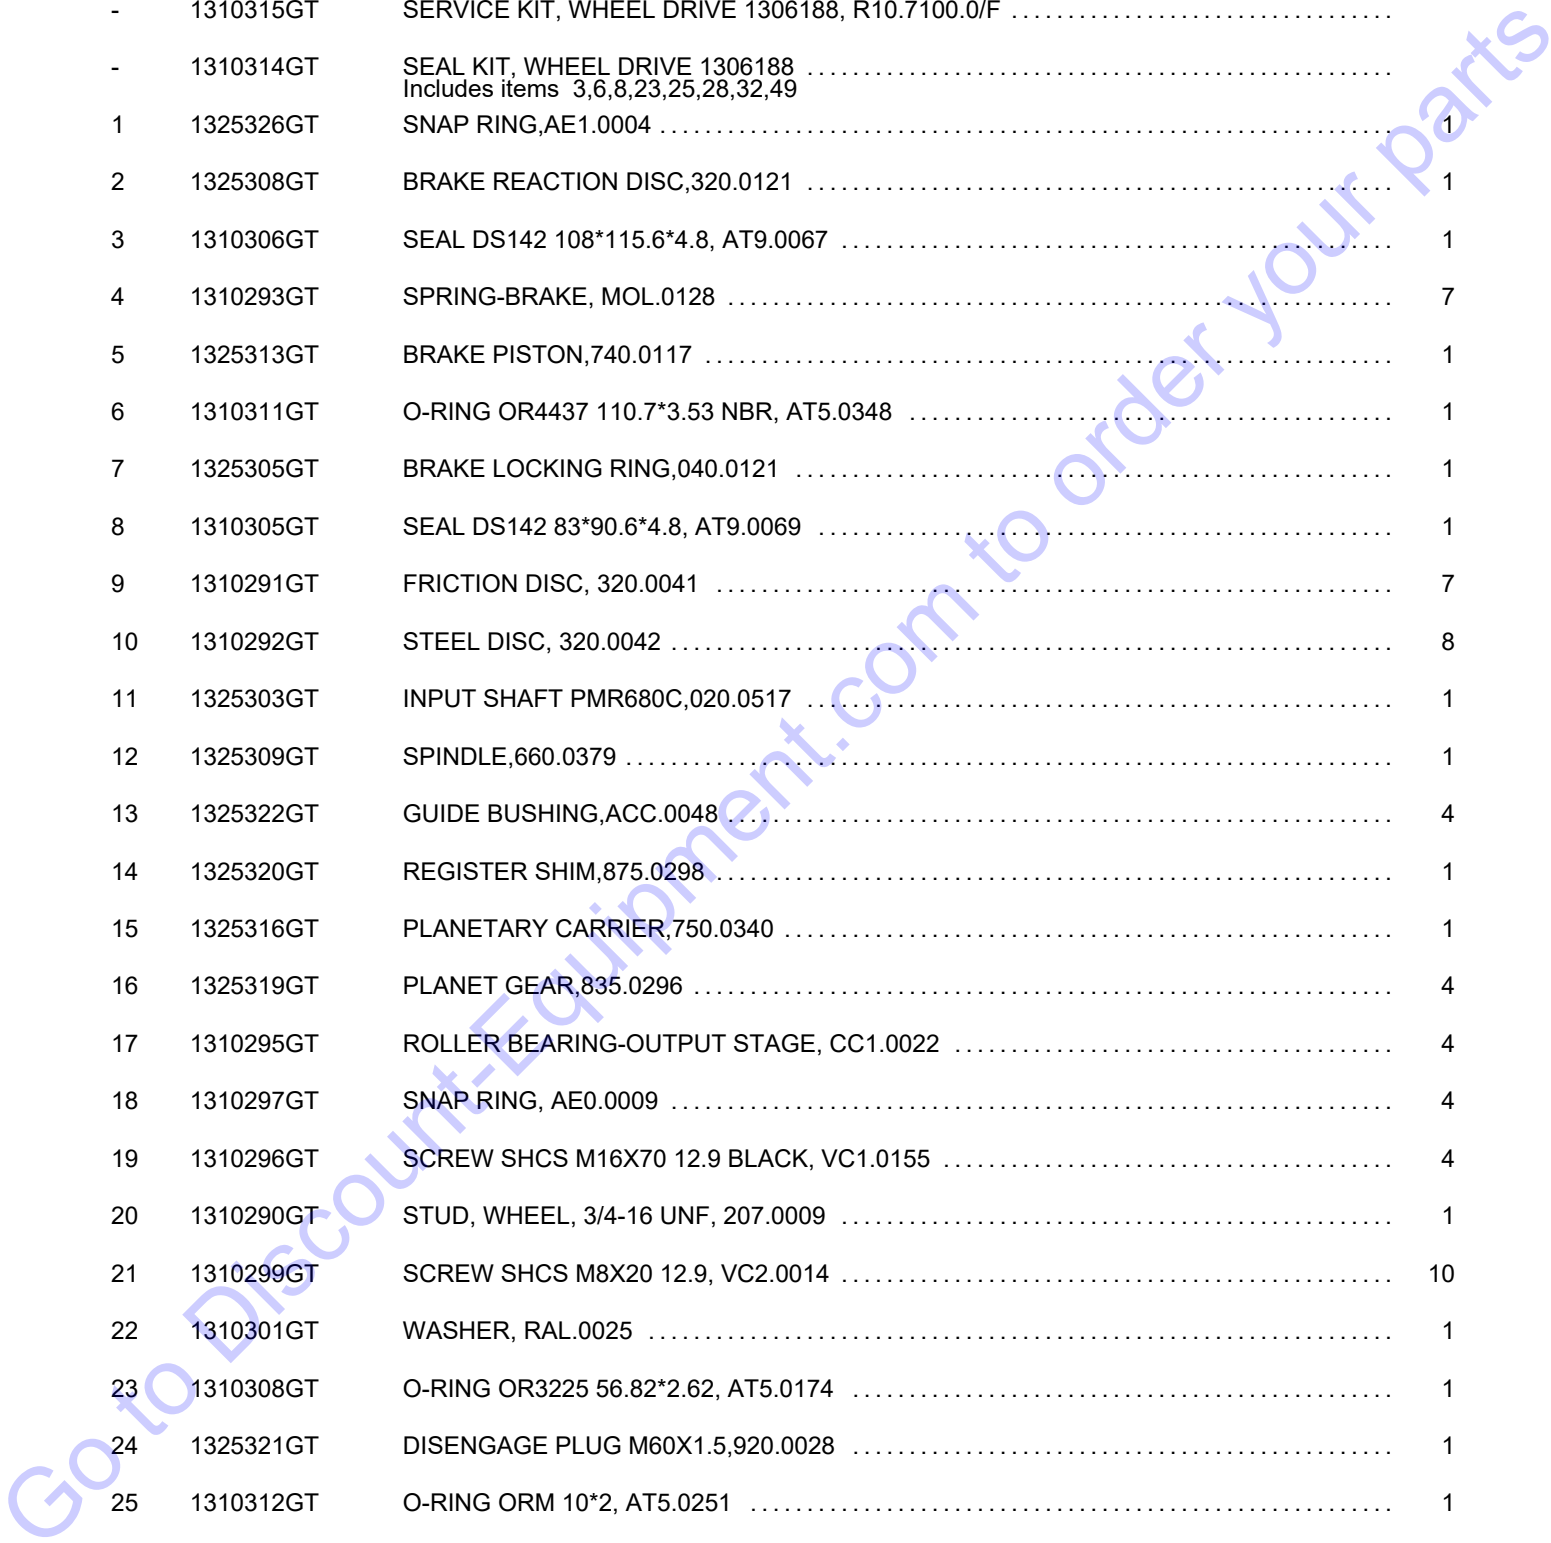 - 1310315GT SERVICE KIT, WHEEL DRIVE 1306188, R10.7100.0/F
- 1310314GT SEAL KIT, WHEEL DRIVE 1306188
Includes items 3,6,8,23,25,28,32,49
1 1325326GT SNAP RING,AE1.0004 1
2 1325308GT BRAKE REACTION DISC,320.0121 1
3 1310306GT SEAL DS142 108*115.6*4.8, AT9.0067 1
4 1310293GT SPRING-BRAKE, MOL.0128 7
5 1325313GT BRAKE PISTON,740.0117 1
6 1310311GT O-RING OR4437 110.7*3.53 NBR, AT5.0348 1
7 1325305GT BRAKE LOCKING RING,040.0121 1
8 1310305GT SEAL DS142 83*90.6*4.8, AT9.0069 1
9 1310291GT FRICTION DISC, 320.0041 7
10 1310292GT STEEL DISC, 320.0042 8
11 1325303GT INPUT SHAFT PMR680C,020.0517 1
12 1325309GT SPINDLE,660.0379 1
13 1325322GT GUIDE BUSHING,ACC.0048 4
14 1325320GT REGISTER SHIM,875.0298 1
15 1325316GT PLANETARY CARRIER,750.0340 1
16 1325319GT PLANET GEAR,835.0296 4
17 1310295GT ROLLER BEARING-OUTPUT STAGE, CC1.0022 4
18 1310297GT SNAP RING, AE0.0009 4
19 1310296GT SCREW SHCS M16X70 12.9 BLACK, VC1.0155 4
20 1310290GT STUD, WHEEL, 3/4-16 UNF, 207.0009 1
21 1310299GT SCREW SHCS M8X20 12.9, VC2.0014 10
22 1310301GT WASHER, RAL.0025 1
23 1310308GT O-RING OR3225 56.82*2.62, AT5.0174 1
24 1325321GT DISENGAGE PLUG M60X1.5,920.0028 1
25 1310312GT O-RING ORM 10*2, AT5.0251 1
Go to Discount-Equipment.com to order your parts